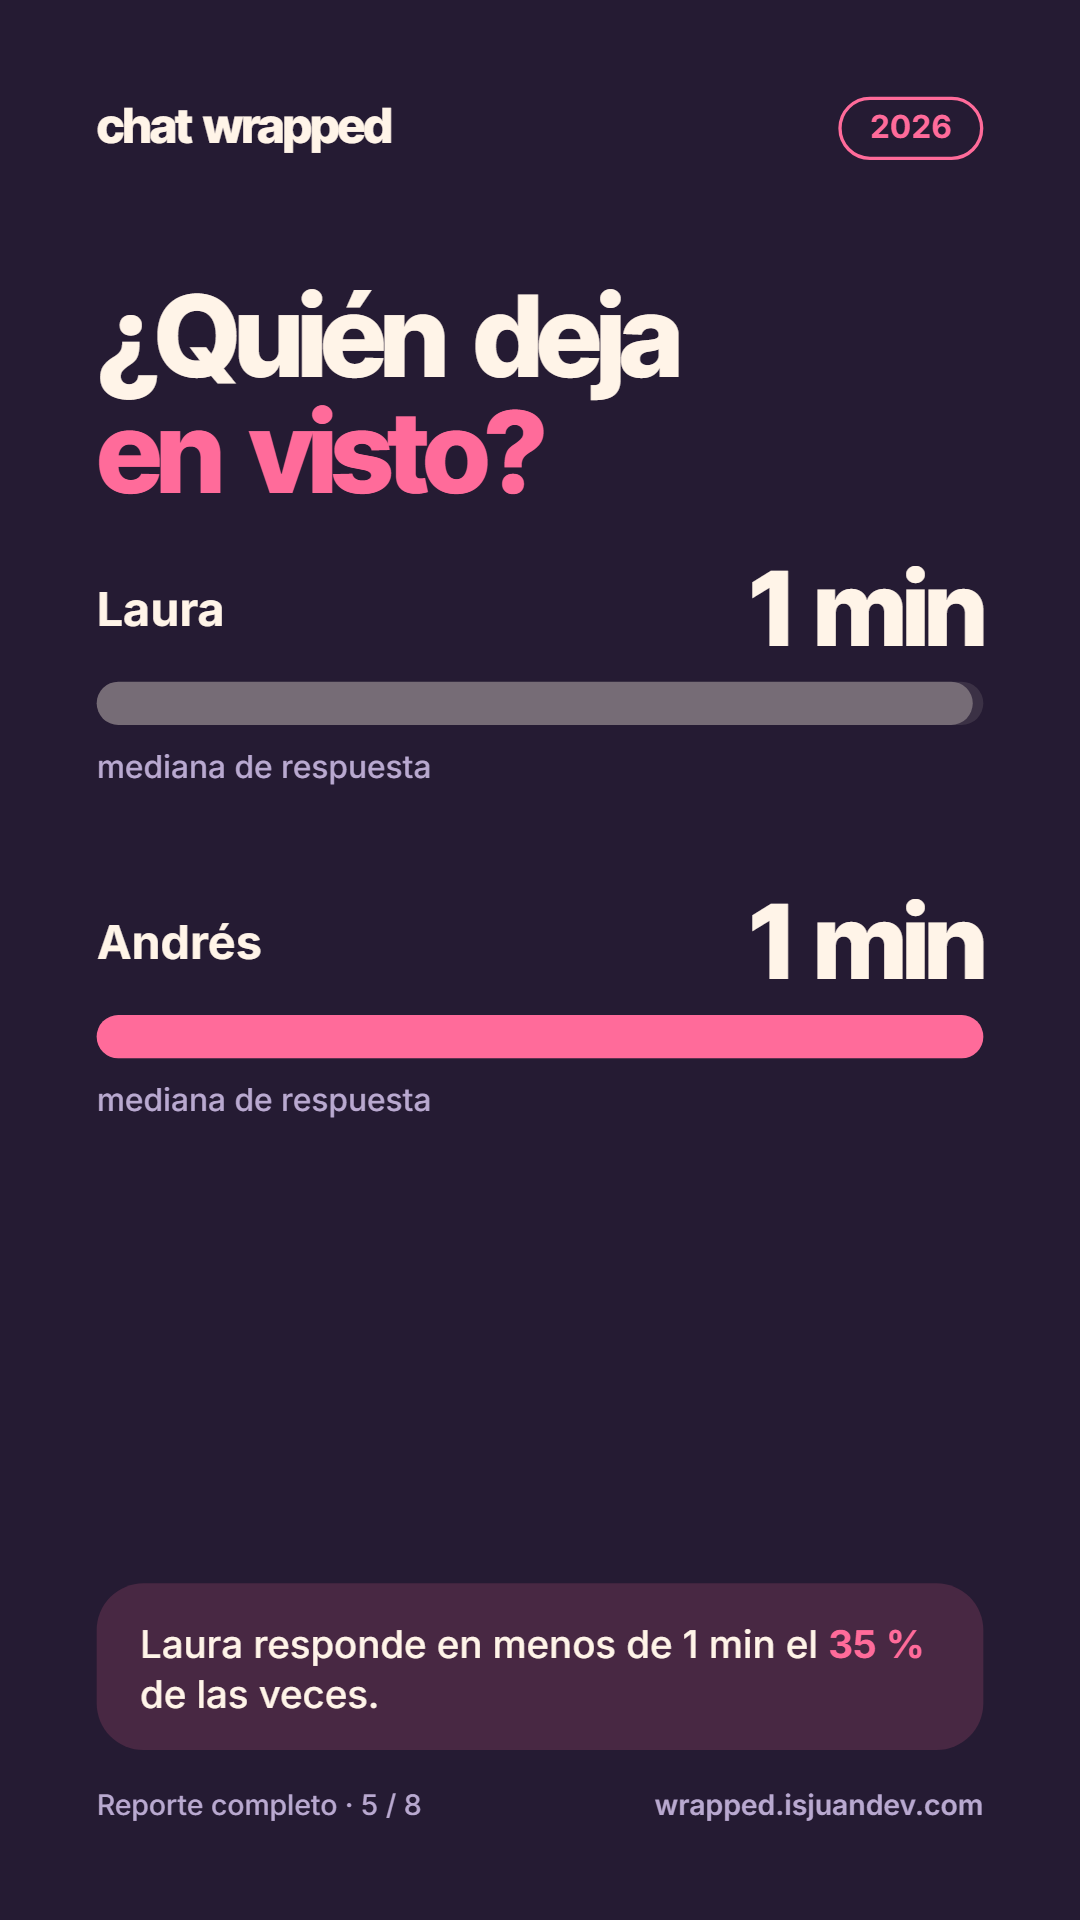 chat wrapped
2026
¿Quién deja
en visto?
Laura
1 min
mediana de respuesta
Andrés
1 min
mediana de respuesta
Laura responde en menos de 1 min el 35 %
de las veces.
Reporte completo · 5 / 8
wrapped.isjuandev.com